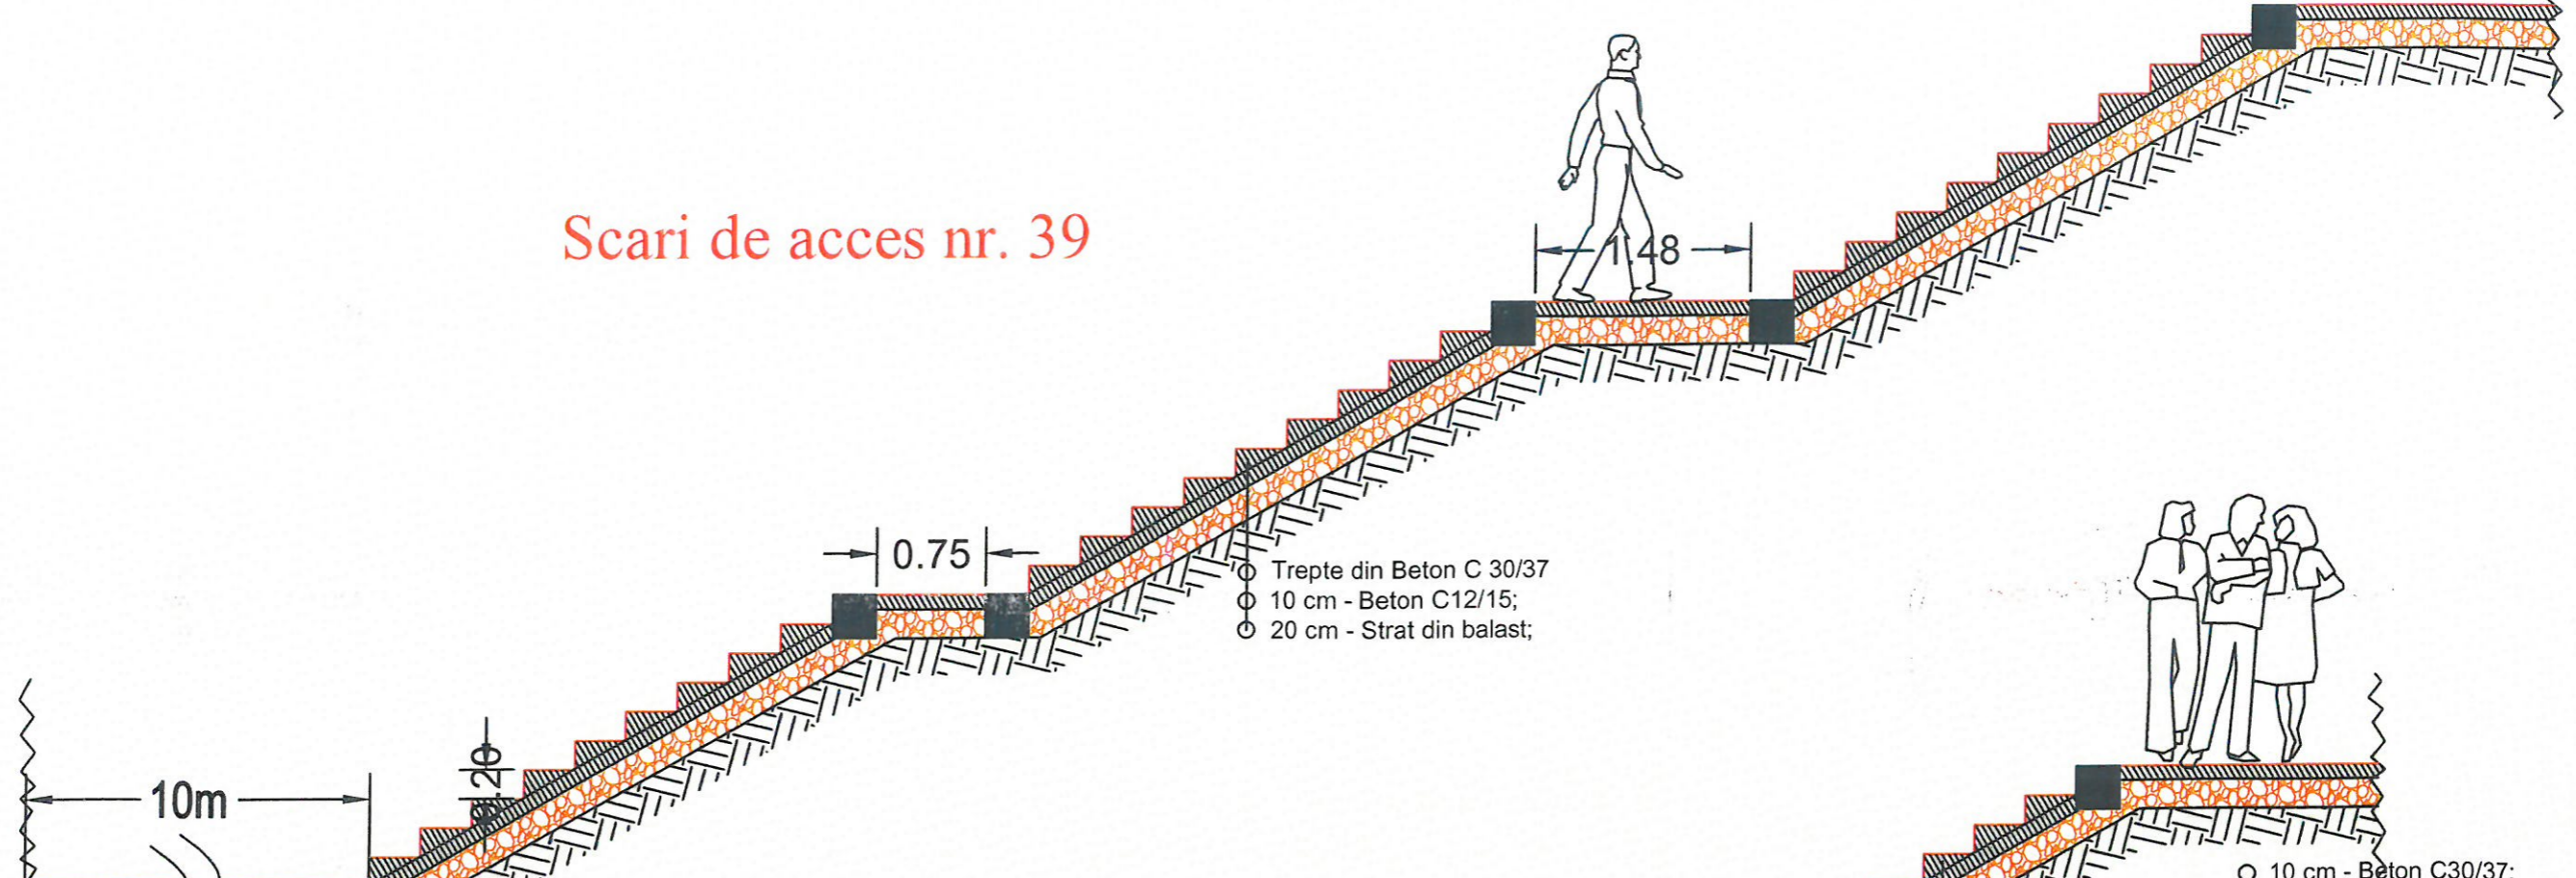 Scari de acces nr. 39
1.48
0.75
Trepte din Beton C 30/37
10 cm - Beton C12/15;
20 cm - Strat din balast;
0.20
10m
10 cm - Beton C30/37;